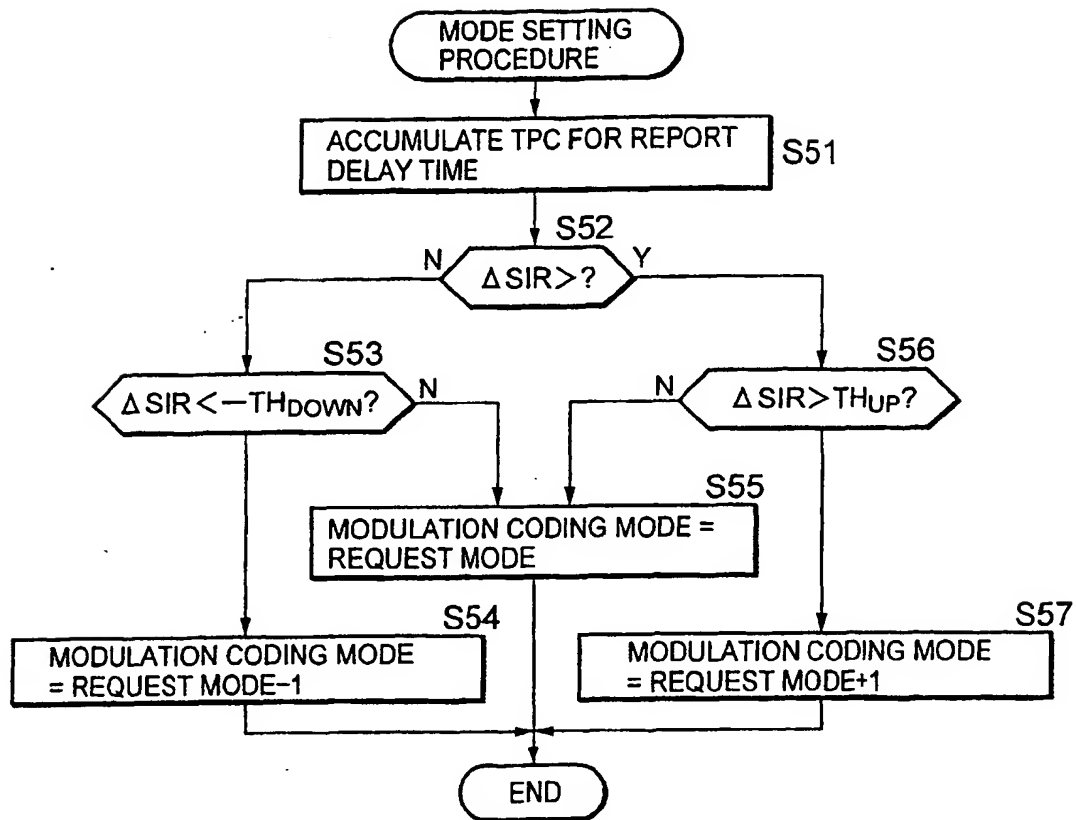 MODE SETTING
PROCEDURE
ACCUMULATE TPC FOR REPORT
DELAY TIME
S51
S52
N
Y
ΔSIR>?
S53
S56
ΔSIR<−THDOWN?
N
N
ΔSIR>THUP?
S55
MODULATION CODING MODE =
REQUEST MODE
S54
S57
MODULATION CODING MODE
= REQUEST MODE−1
MODULATION CODING MODE
= REQUEST MODE+1
END